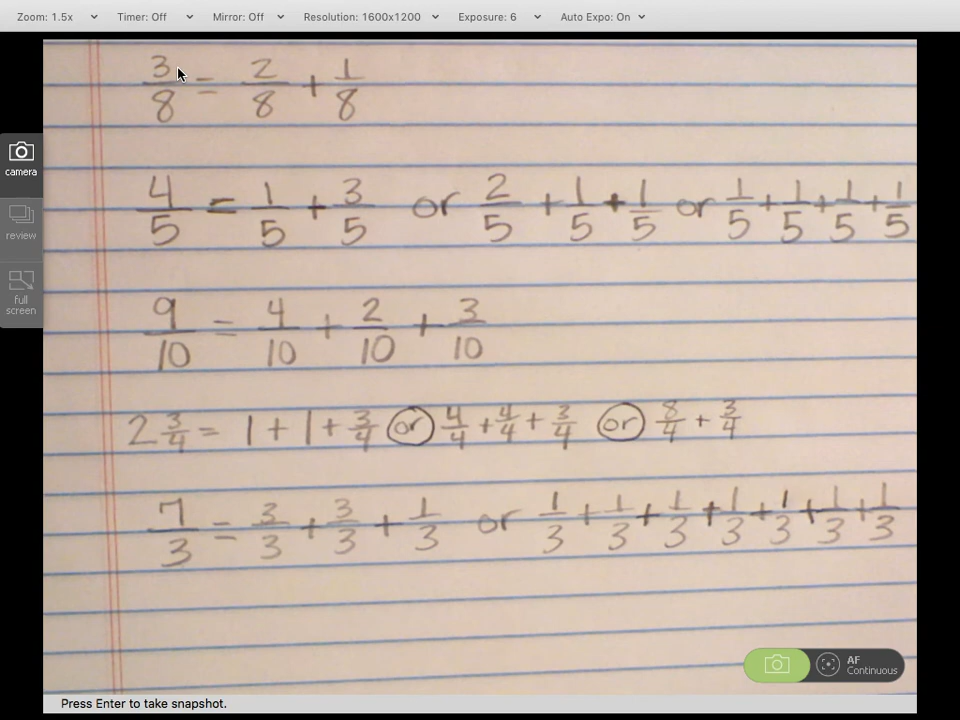 Zoom: 1.5x Timer: Off Mirror: Off Resolution: 1600x1200 Exposure: 6 Auto Expo: On
3/8 = 2/8 + 1/8
camera
4/5 = 1/5 + 3/5 or 2/5 + 1/5 + 1/5 or 1/5 + 1/5 + 1/5 + 1/5
review
full
screen
9/10 = 4/10 + 2/10 + 3/10
2 3/4 = 1 + 1 + 3/4 or 4/4 + 4/4 + 3/4 or 8/4 + 3/4
7/3 = 3/3 + 3/3 + 1/3 or 1/3 + 1/3 + 1/3 + 1/3 + 1/3 + 1/3 + 1/3
AF
Continuous
Press Enter to take snapshot.